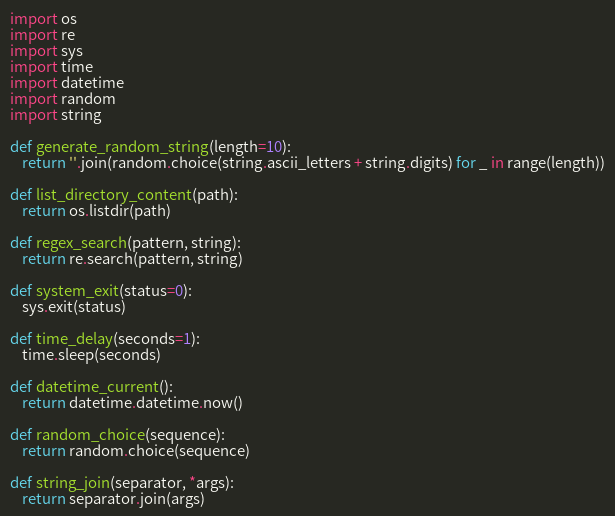 import os
import re
import sys
import time
import datetime
import random
import string

def generate_random_string(length=10):
    return ''.join(random.choice(string.ascii_letters + string.digits) for _ in range(length))

def list_directory_content(path):
    return os.listdir(path)

def regex_search(pattern, string):
    return re.search(pattern, string)

def system_exit(status=0):
    sys.exit(status)

def time_delay(seconds=1):
    time.sleep(seconds)

def datetime_current():
    return datetime.datetime.now()

def random_choice(sequence):
    return random.choice(sequence)

def string_join(separator, *args):
    return separator.join(args)